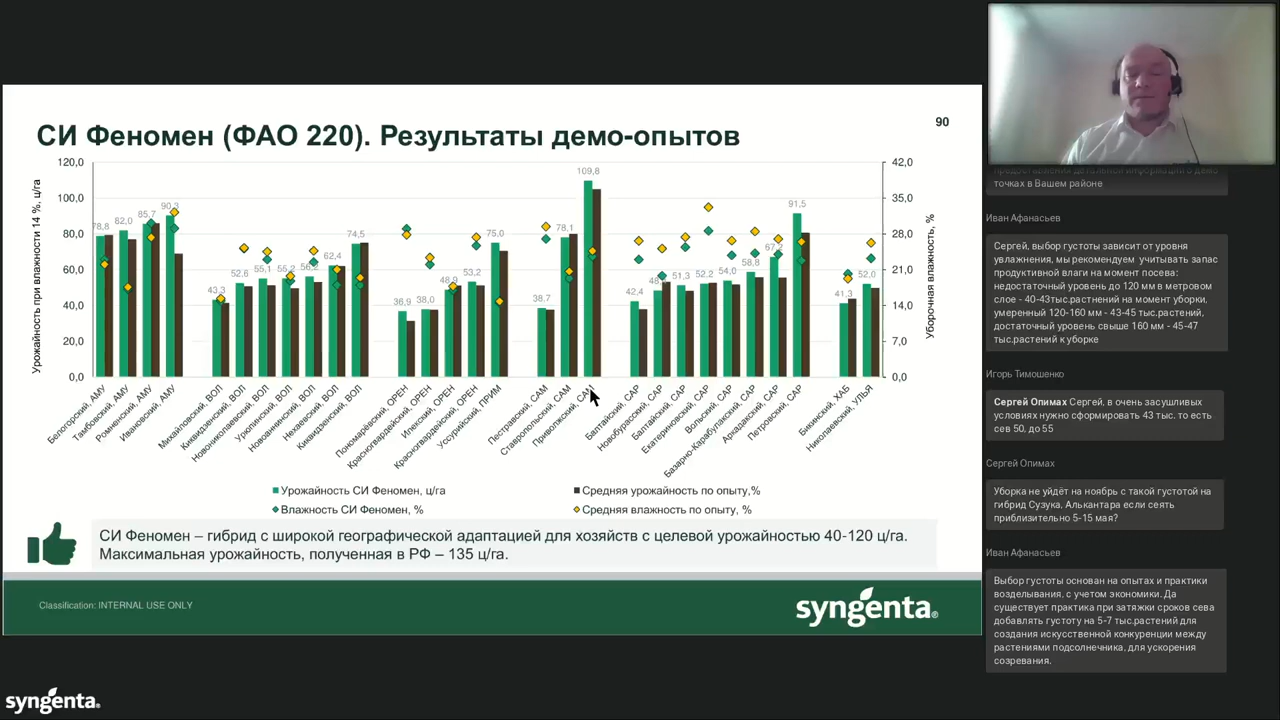 СИ Феномен (ФАО 220). Результаты демо-опытов
90
Урожайность при влажности 14 %, ц/га
120,0
100,0
80,0
60,0
40,0
20,0
0,0
42,0
35,0
28,0
21,0
14,0
7,0
0,0
Уборочная влажность, %
78,8
82,0
85,7
90,3
43,3
52,6
55,1
55,2
56,2
62,4
74,5
36,9
38,0
48,9
53,2
75,0
38,7
78,1
109,8
42,4
51,3
52,2
54,0
58,8
91,5
41,3
52,0
Белогорский, АМУ
Тамбовский, АМУ
Ромненский, АМУ
Ивановский, АМУ
Михайловский, ВОЛ
Киквидзенский, ВОЛ
Новониколаевский, ВОЛ
Урюпинский, ВОЛ
Новоаннинский, ВОЛ
Нехаевский, ВОЛ
Киквидзенский, ВОЛ
Пономарёвский, ОРЕН
Красногвардейский, ОРЕН
Илекский, ОРЕН
Красногвардейский, ОРЕН
Уссурийский, ПРИМ
Пестравский, САМ
Ставропольский, САМ
Приволжский, САМ
Балтайский, САР
Новобурасский, САР
Балтайский, САР
Екатериновский, САР
Вольский, САР
Базарно-Карабулакский, САР
Аркадакский, САР
Петровский, САР
Бикинский, ХАБ
Николаевский, УЛЬЯ
Урожайность СИ Феномен, ц/га
Средняя урожайность по опыту,%
Влажность СИ Феномен, %
Средняя влажность по опыту, %
СИ Феномен – гибрид с широкой географической адаптацией для хозяйств с целевой урожайностью 40-120 ц/га.
Максимальная урожайность, полученная в РФ – 135 ц/га.
Classification: INTERNAL USE ONLY
syngenta®
syngenta.
точках в Вашем районе
Иван Афанасьев
Сергей, выбор густоты зависит от уровня
увлажнения, мы рекомендуем учитывать запас
продуктивной влаги на момент посева:
недостаточный уровень до 120 мм в метровом
слое - 40-43тыс.растнений на момент уборки,
умеренный 120-160 мм - 43-45 тыс.растений,
достаточный уровень свыше 160 мм - 45-47
тыс.растений к уборке
Игорь Тимошенко
Сергей Опимах Сергей, в очень засушливых
условиях нужно сформировать 43 тыс. то есть
сев 50, до 55
Сергей Опимах
Уборка не уйдёт на ноябрь с такой густотой на
гибрид Сузука, Алькантара если сеять
приблизительно 5-15 мая?
Иван Афанасьев
Выбор густоты основан на опытах и практики
возделывания, с учетом экономики. Да
существует практика при затяжки сроков сева
добавлять густоту на 5-7 тыс.растений для
создания искусственной конкуренции между
растениями подсолнечника, для ускорения
созревания.